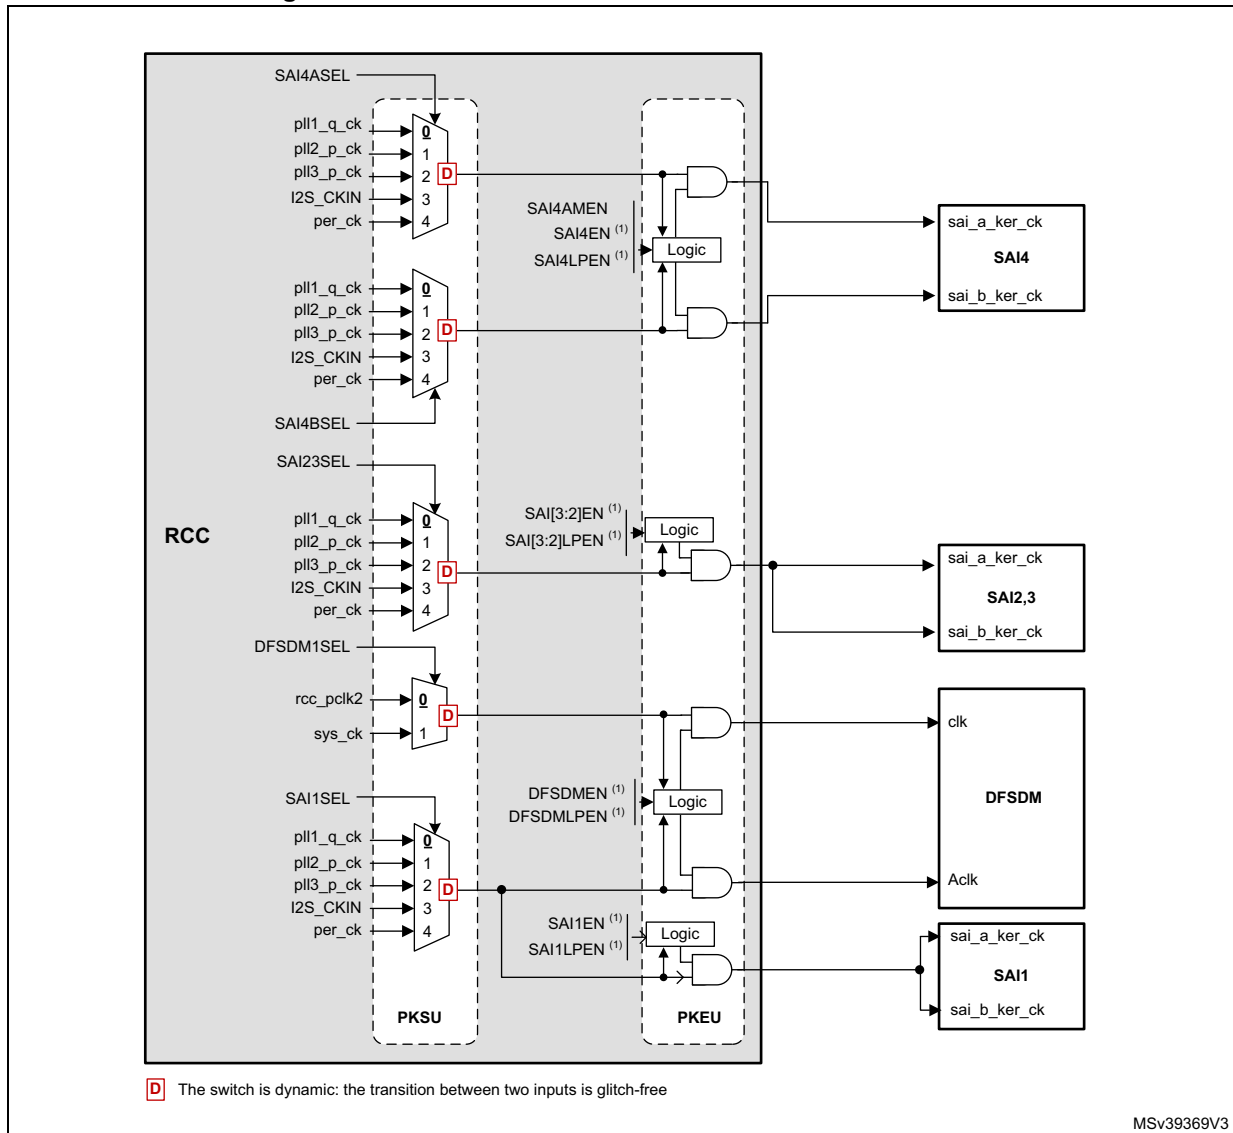 SAI4ASEL
pll1_q_ck
0
pll2_p_ck
1
pll3_p_ck
2
D
I2S_CKIN
3
per_ck
4
SAI4AMEN
SAI4EN (1)
SAI4LPEN (1)
Logic
sai_a_ker_ck
SAI4
sai_b_ker_ck
pll1_q_ck
0
pll2_p_ck
1
pll3_p_ck
2
D
I2S_CKIN
3
per_ck
4
SAI4BSEL
SAI23SEL
RCC
pll1_q_ck
0
pll2_p_ck
1
pll3_p_ck
2
D
I2S_CKIN
3
per_ck
4
SAI[3:2]EN (1)
SAI[3:2]LPEN (1)
Logic
sai_a_ker_ck
SAI2,3
sai_b_ker_ck
DFSDM1SEL
rcc_pclk2
0
D
sys_ck
1
clk
DFSDM
Aclk
DFSDMEN (1)
DFSDMLPEN (1)
Logic
SAI1SEL
pll1_q_ck
0
pll2_p_ck
1
pll3_p_ck
2
D
I2S_CKIN
3
per_ck
4
SAI1EN (1)
SAI1LPEN (1)
Logic
sai_a_ker_ck
SAI1
sai_b_ker_ck
PKSU
PKEU
D The switch is dynamic: the transition between two inputs is glitch-free
MSv39369V3